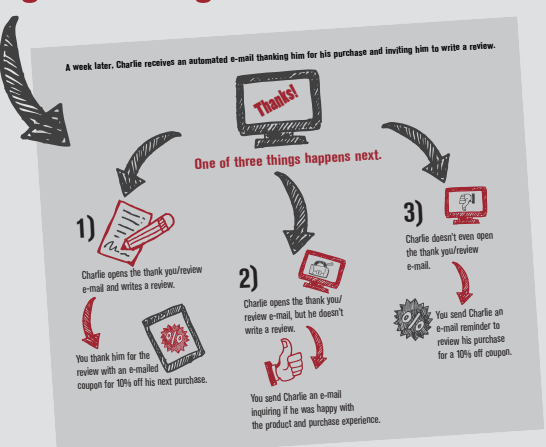 A week later, Charlie receives an automated e-mail thanking him for his purchase and inviting him to write a review.
Thanks!
One of three things happens next.
1)
Charlie opens the thank you/review
e-mail and writes a review.
You thank him for the
review with an e-mailed
coupon for 10% off his next purchase.
2)
Charlie opens the thank you/
review e-mail, but he doesn't
write a review.
You send Charlie an e-mail
inquiring if he was happy with
the product and purchase experience.
3)
Charlie doesn't even open
the thank you/review
e-mail.
You send Charlie an
e-mail reminder to
review his purchase
for a 10% off coupon.
%
%